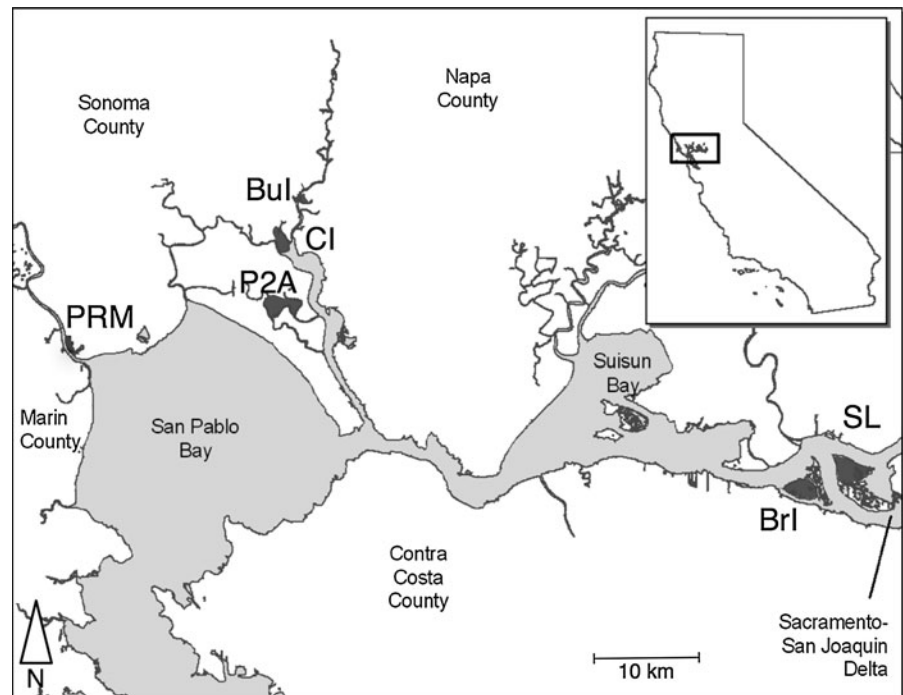 Sonoma
County
Napa
County
BuI
CI
P2A
PRM
Marin
County
San Pablo
Bay
Suisun
Bay
SL
BrI
Contra
Costa
County
Sacramento-
San Joaquin
Delta
10 km
N